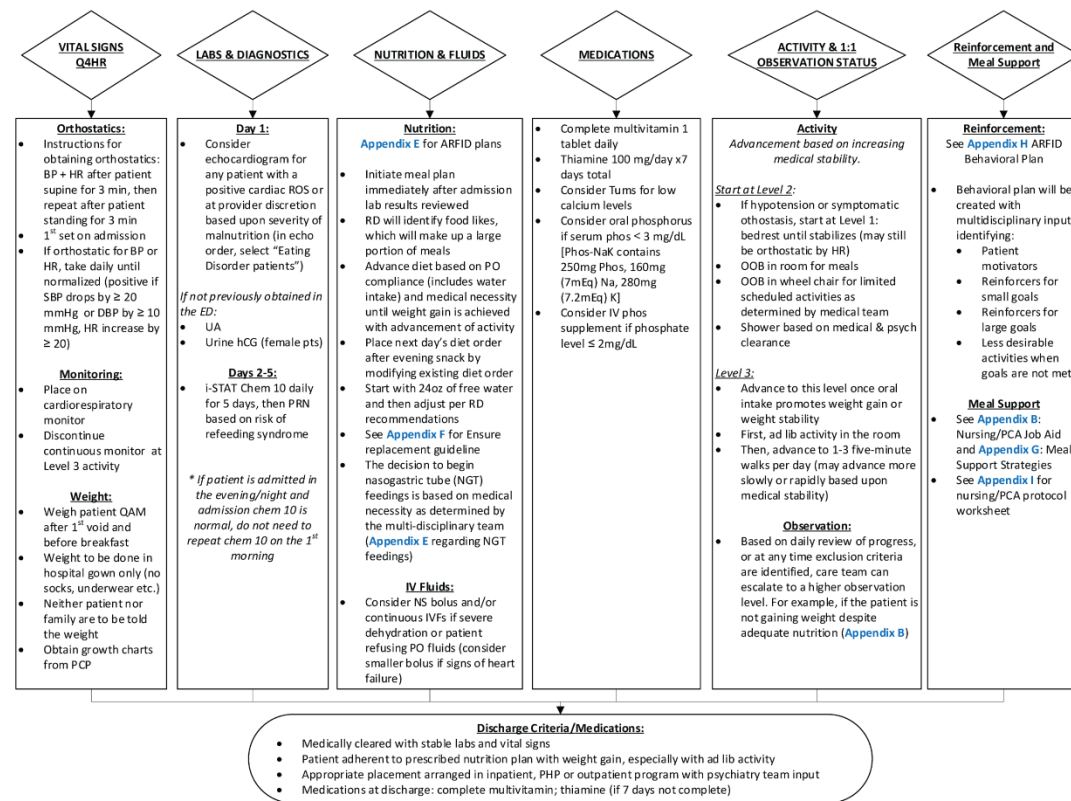 VITAL SIGNS
Q4HR
LABS & DIAGNOSTICS
NUTRITION & FLUIDS
MEDICATIONS
ACTIVITY & 1:1
OBSERVATION STATUS
Reinforcement and
Meal Support
Orthostatics:
• Instructions for
obtaining orthostatics:
BP + HR after patient
supine for 3 min, then
repeat after patient
standing for 3 min
• 1st set on admission
• If orthostatic for BP or
HR, take daily until
normalized (positive if
SBP drops by ≥ 20
mmHg or DBP by ≥ 10
mmHg, HR increase by
≥ 20)
Monitoring:
• Place on
cardiorespiratory
monitor
• Discontinue
continuous monitor at
Level 3 activity
Weight:
• Weigh patient QAM
after 1st void and
before breakfast
• Weight to be done in
hospital gown only (no
socks, underwear etc.)
• Neither patient nor
family are to be told
the weight
• Obtain growth charts
from PCP
Day 1:
• Consider
echocardiogram for
any patient with a
positive cardiac ROS or
at provider discretion
based upon severity of
malnutrition (in echo
order, select “Eating
Disorder patients”)
If not previously obtained in
the ED:
• UA
• Urine hCG (female pts)
Days 2-5:
• i-STAT Chem 10 daily
for 5 days, then PRN
based on risk of
refeeding syndrome
* If patient is admitted in
the evening/night and
admission chem 10 is
normal, do not need to
repeat chem 10 on the 1st
morning
Nutrition:
Appendix E for ARFID plans
• Initiate meal plan
immediately after admission
lab results reviewed
• RD will identify food likes,
which will make up a large
portion of meals
• Advance diet based on PO
compliance (includes water
intake) and medical necessity
until weight gain is achieved
with advancement of activity
• Place next day’s diet order
after evening snack by
modifying existing diet order
• Start with 24oz of free water
and then adjust per RD
recommendations
• See Appendix F for Ensure
replacement guideline
• The decision to begin
nasogastric tube (NGT)
feedings is based on medical
necessity as determined by
the multi-disciplinary team
(Appendix E regarding NGT
feedings)
IV Fluids:
• Consider NS bolus and/or
continuous IVFs if severe
dehydration or patient
refusing PO fluids (consider
smaller bolus if signs of heart
failure)
• Complete multivitamin 1
tablet daily
• Thiamine 100 mg/day x7
days total
• Consider Tums for low
calcium levels
• Consider oral phosphorus
if serum phos < 3 mg/dL
[Phos-NaK contains
250mg Phos, 160mg
(7mEq) Na, 280mg
(7.2mEq) K]
• Consider IV phos
supplement if phosphate
level ≤ 2mg/dL
Activity
Advancement based on increasing
medical stability.
Start at Level 2:
• If hypotension or symptomatic
othostasis, start at Level 1:
bedrest until stabilizes (may still
be orthostatic by HR)
• OOB in room for meals
• OOB in wheel chair for limited
scheduled activities as
determined by medical team
• Shower based on medical & psych
clearance
Level 3:
• Advance to this level once oral
intake promotes weight gain or
weight stability
• First, ad lib activity in the room
• Then, advance to 1-3 five-minute
walks per day (may advance more
slowly or rapidly based upon
medical stability)
Observation:
• Based on daily review of progress,
or at any time exclusion criteria
are identified, care team can
escalate to a higher observation
level. For example, if the patient is
not gaining weight despite
adequate nutrition (Appendix B)
Reinforcement:
See Appendix H ARFID
Behavioral Plan
• Behavioral plan will be
created with
multidisciplinary input
identifying:
• Patient
motivators
• Reinforcers for
small goals
• Reinforcers for
large goals
• Less desirable
activities when
goals are not met
Meal Support
• See Appendix B:
Nursing/PCA Job Aid
and Appendix G: Meal
Support Strategies
• See Appendix I for
nursing/PCA protocol
worksheet
Discharge Criteria/Medications:
• Medically cleared with stable labs and vital signs
• Patient adherent to prescribed nutrition plan with weight gain, especially with ad lib activity
• Appropriate placement arranged in inpatient, PHP or outpatient program with psychiatry team input
• Medications at discharge: complete multivitamin; thiamine (if 7 days not complete)